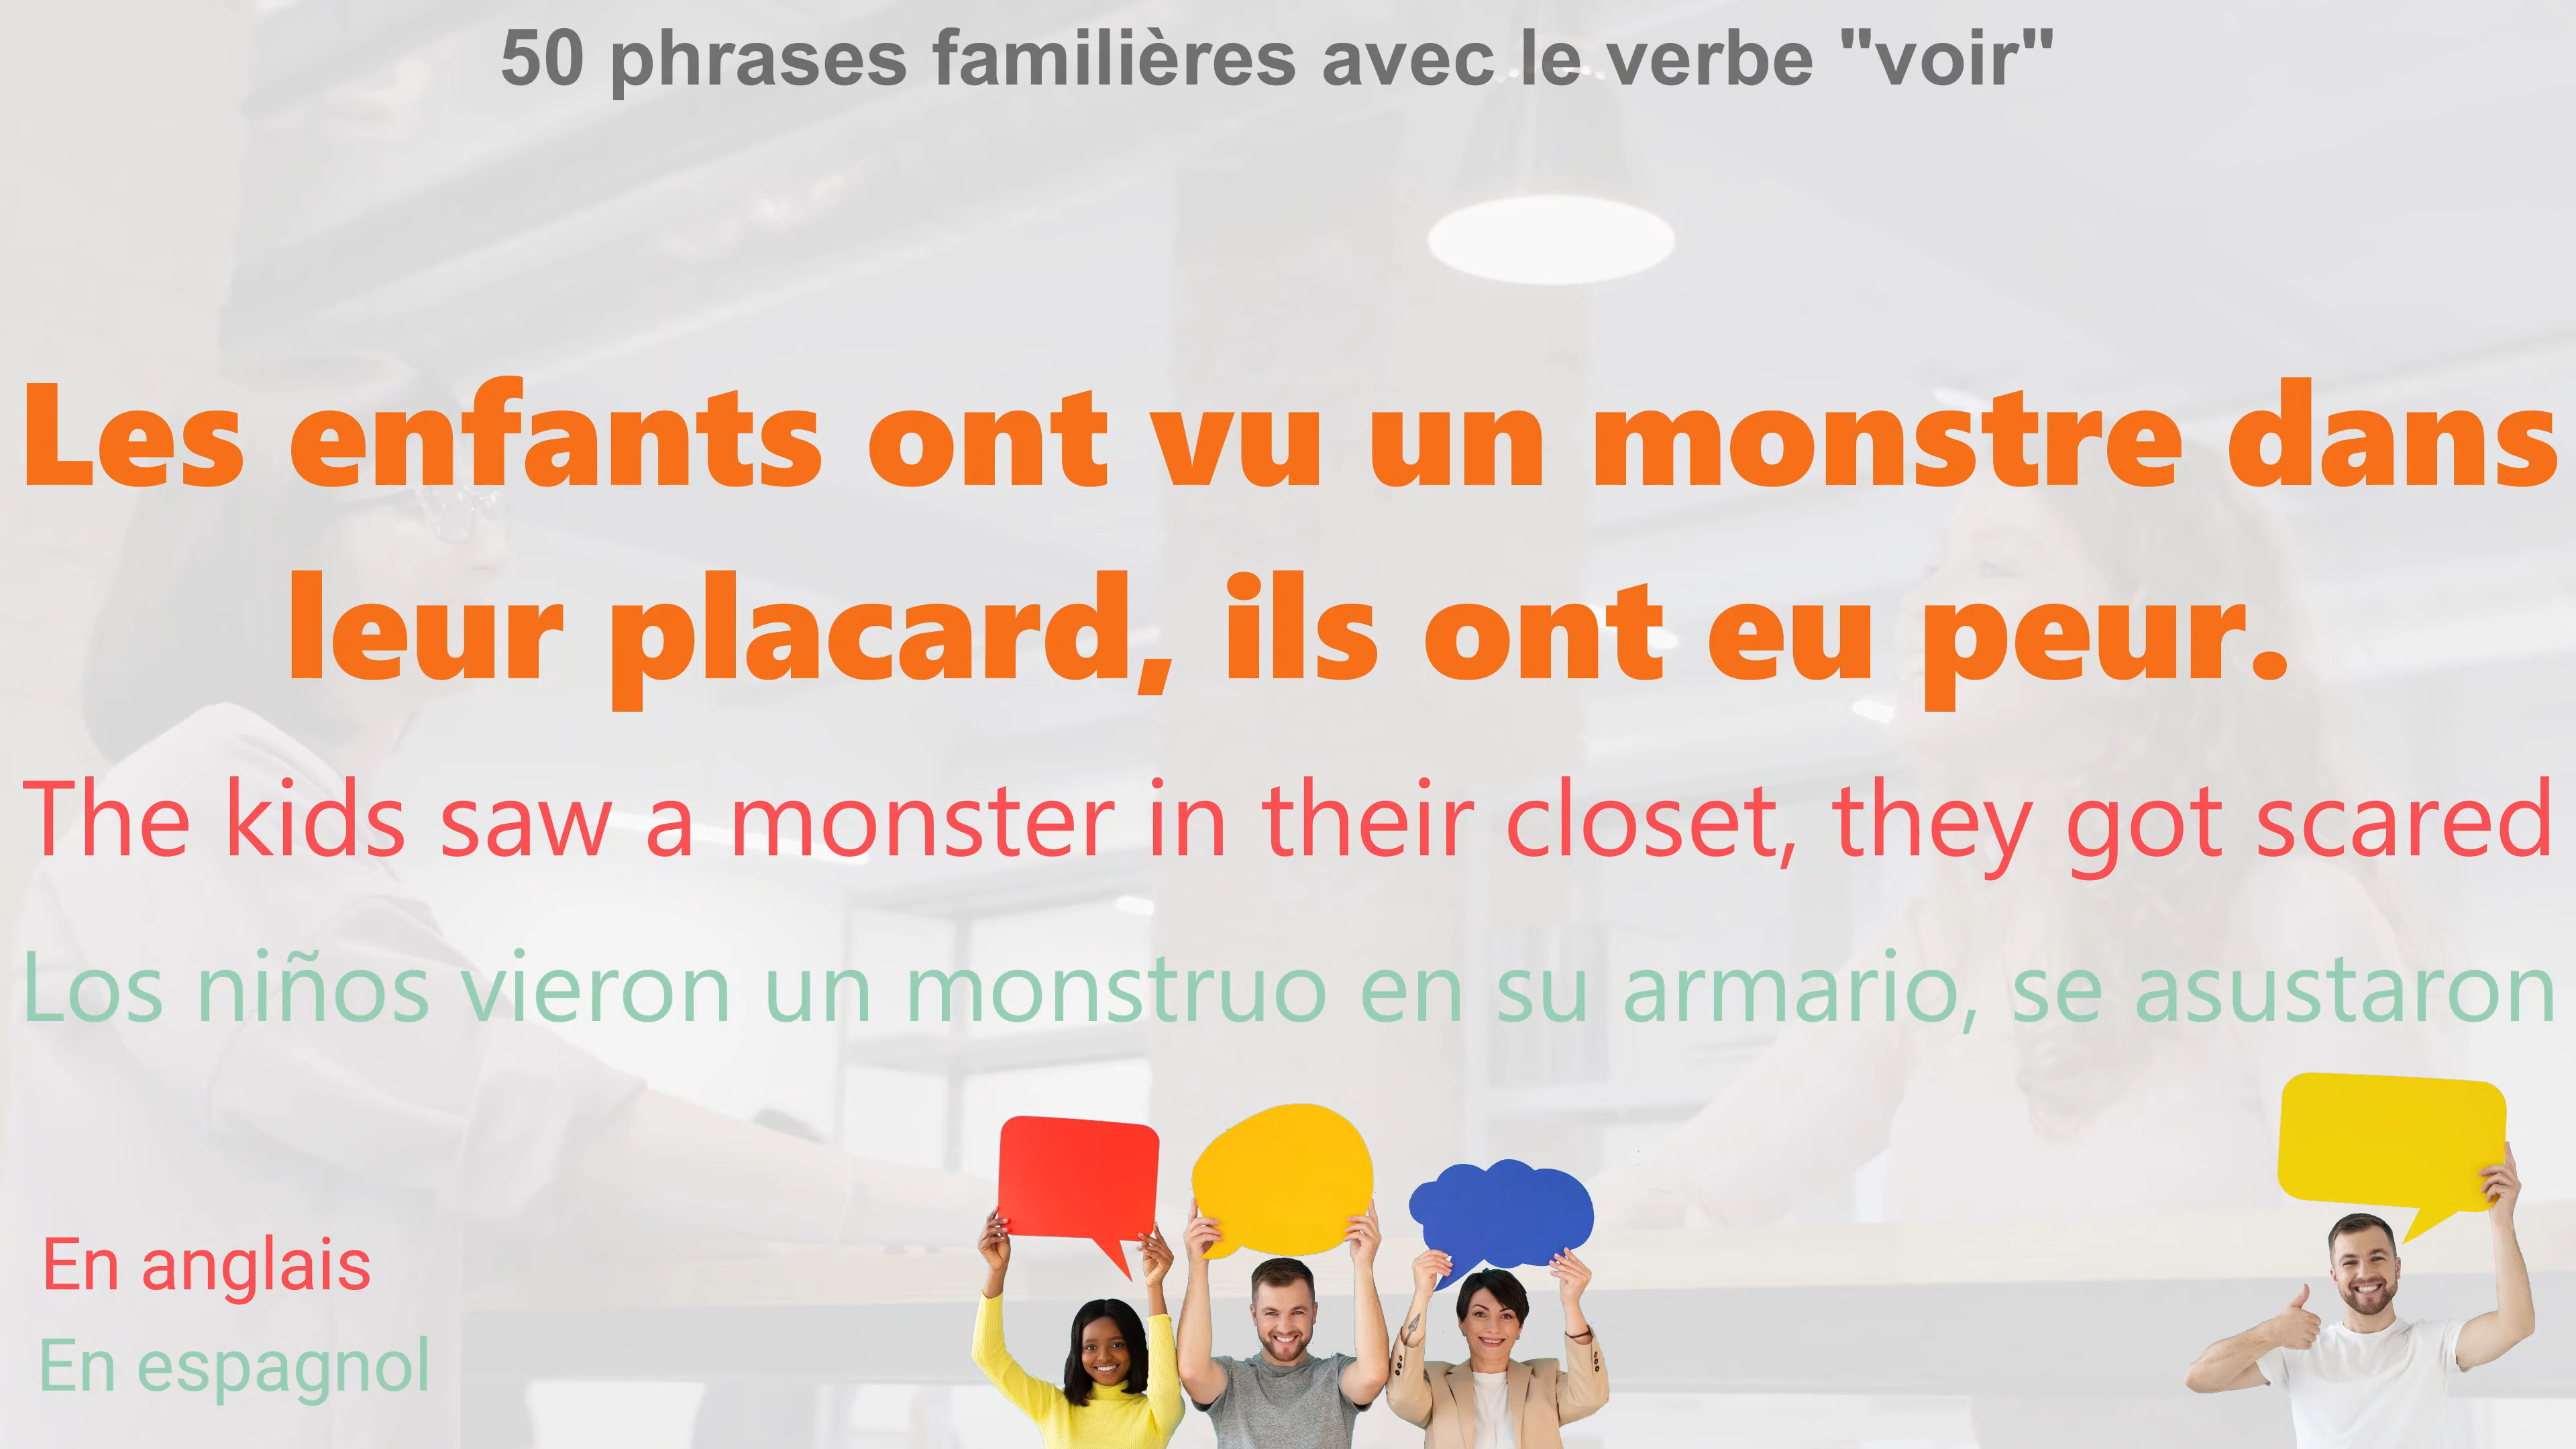 50 phrases familières avec le verbe "voir"
Les enfants ont vu un monstre dans
leur placard, ils ont eu peur.
The kids saw a monster in their closet, they got scared
Los niños vieron un monstruo en su armario, se asustaron
En anglais
En espagnol